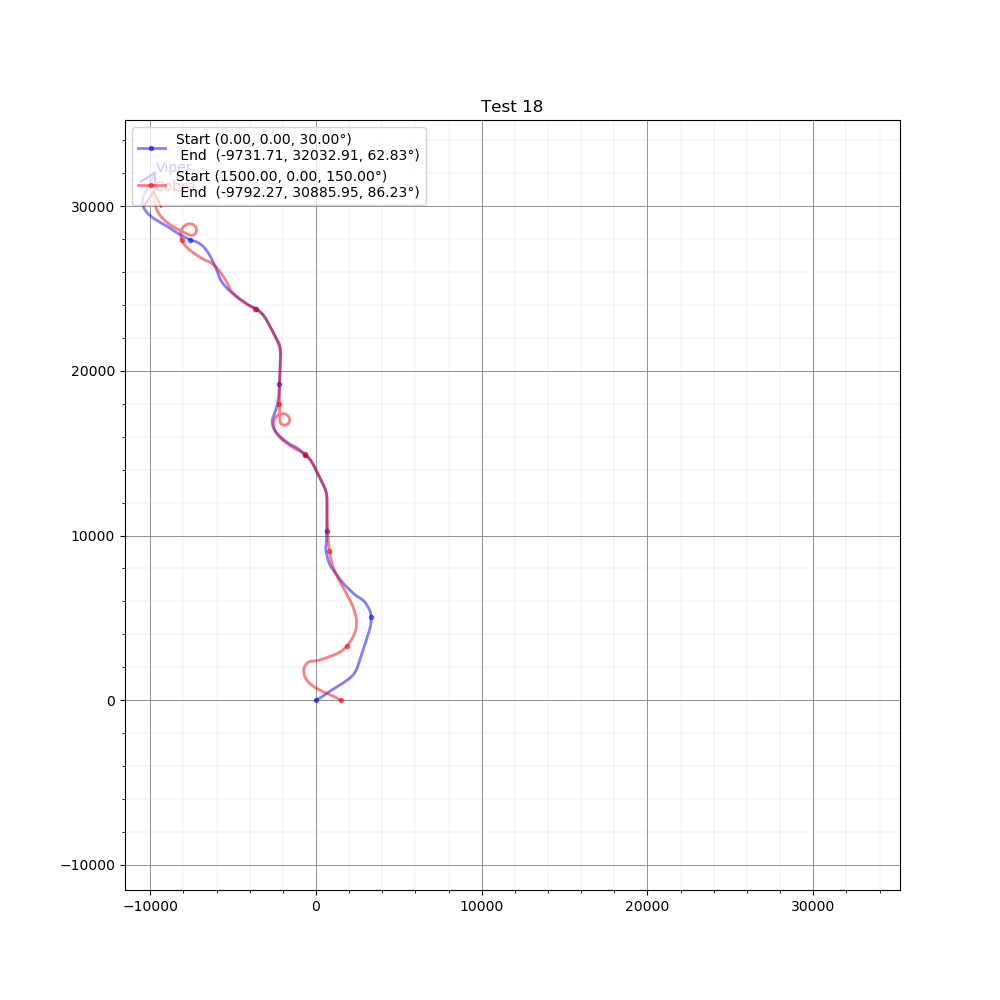 Test 18
Start (0.00, 0.00, 30.00°)
End (-9731.71, 32032.91, 62.83°)
Start (1500.00, 0.00, 150.00°)
End (-9792.27, 30885.95, 86.23°)
Viper
Cobra
30000
20000
10000
0
−10000
−10000 0 10000 20000 30000